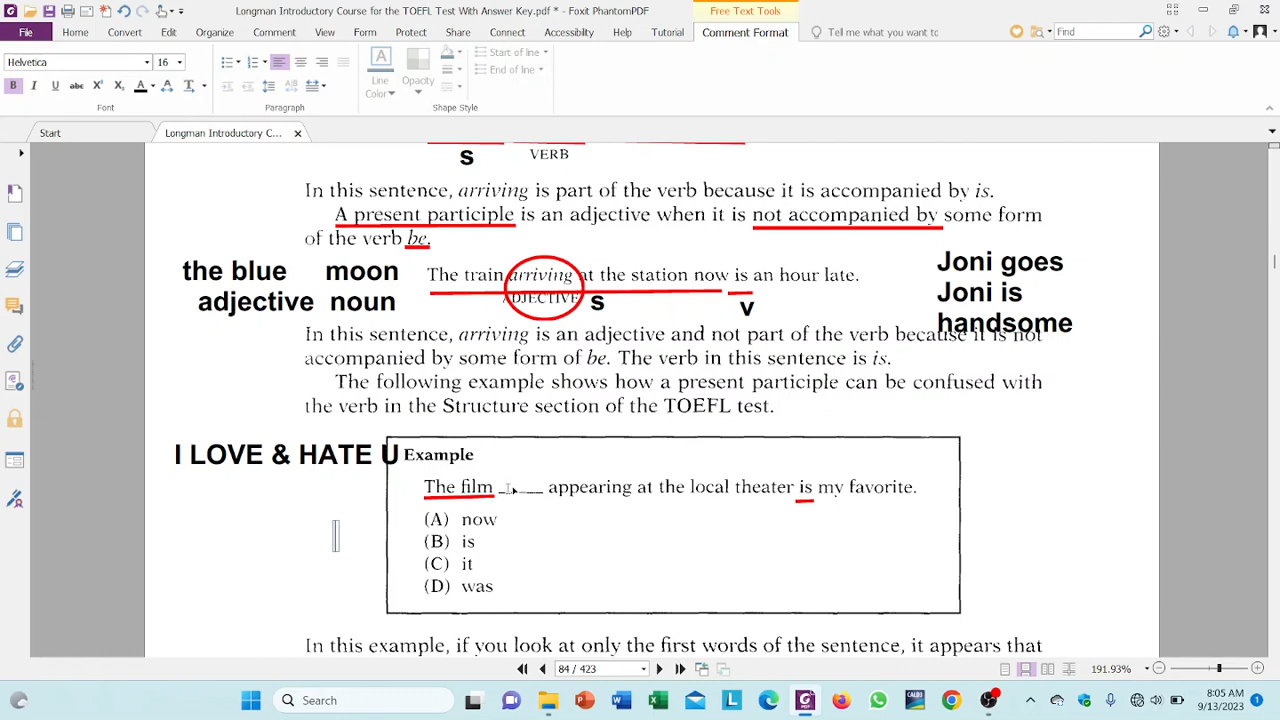 Longman Introductory Course for the TOEFL Test With Answer Key.pdf * - Foxit PhantomPDF
Free Text Tools
File Home Convert Edit Organize Comment View Form Protect Share Connect Accessibility Help Tutorial Comment Format Tell me what you want to do Find
Helvetica 16
B I U abc X² X₂ A T
Font
Paragraph
Line Color
Opacity
Start of line
End of line
Shape Style
Start Longman Introductory C...
s VERB
In this sentence, arriving is part of the verb because it is accompanied by is.
A present participle is an adjective when it is not accompanied by some form
of the verb be.
the blue moon
adjective noun
The train arriving at the station now is an hour late.
ADJECTIVE s v
Joni goes
Joni is
handsome
In this sentence, arriving is an adjective and not part of the verb because it is not
accompanied by some form of be. The verb in this sentence is is.
The following example shows how a present participle can be confused with
the verb in the Structure section of the TOEFL test.
I LOVE & HATE U
Example
The film _____ appearing at the local theater is my favorite.
(A) now
(B) is
(C) it
(D) was
In this example, if you look at only the first words of the sentence, it appears that
84 / 423
191.93%
Search
8:05 AM
9/13/2023